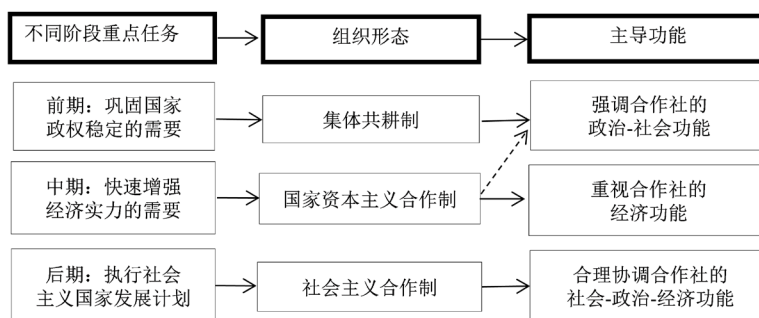 不同阶段重点任务
组织形态
主导功能
前期：巩固国家
政权稳定的需要
集体共耕制
强调合作社的
政治-社会功能
中期：快速增强
经济实力的需要
国家资本主义合作制
重视合作社的
经济功能
后期：执行社会
主义国家发展计划
社会主义合作制
合理协调合作社的
社会-政治-经济功能